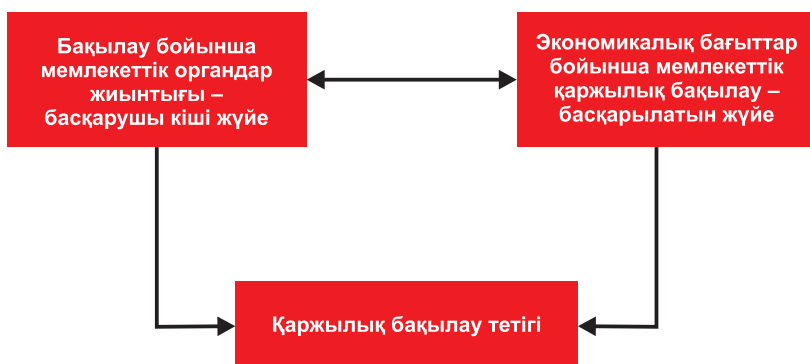 Бақылау бойынша
мемлекеттік органдар
жиынтығы –
басқарушы кіші жүйе
Экономикалық бағыттар
бойынша мемлекеттік
қаржылық бақылау –
басқарылатын жүйе
Қаржылық бақылау тетігі